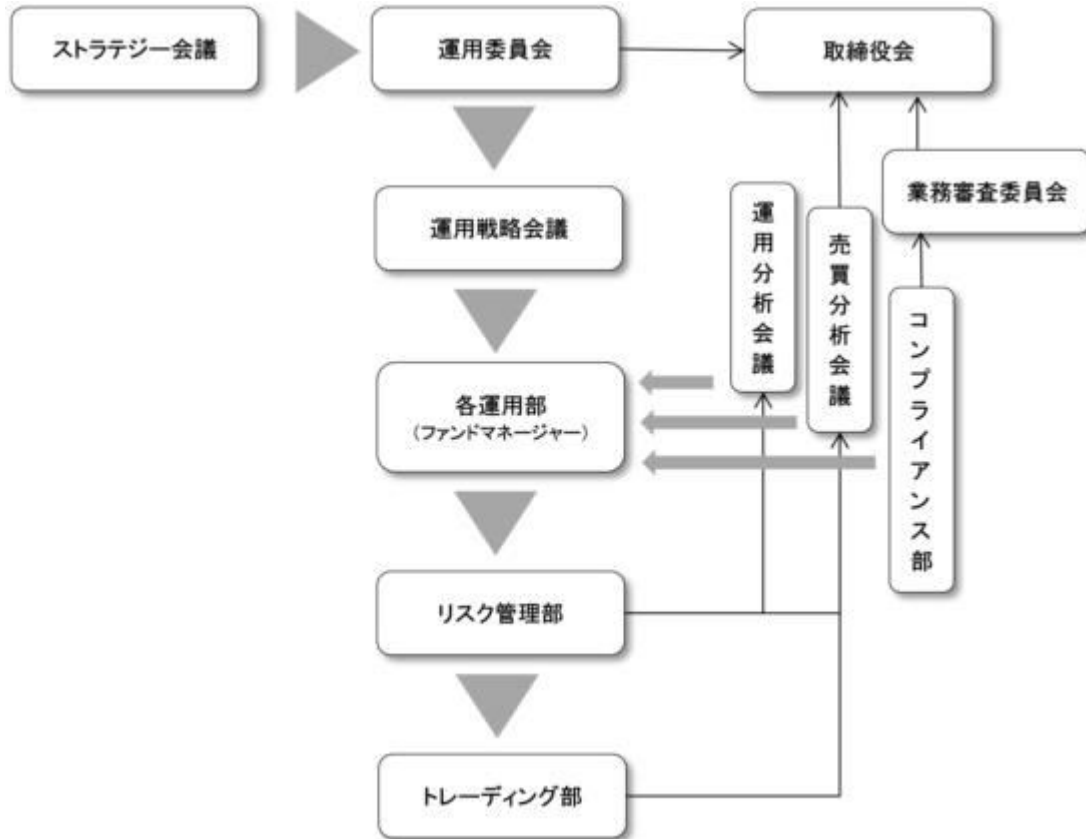 ストラテジー会議
運用委員会
取締役会
業務審査委員会
運用戦略会議
運用分析会議
売買分析会議
コンプライアンス部
各運用部
(ファンドマネージャー)
リスク管理部
トレーディング部